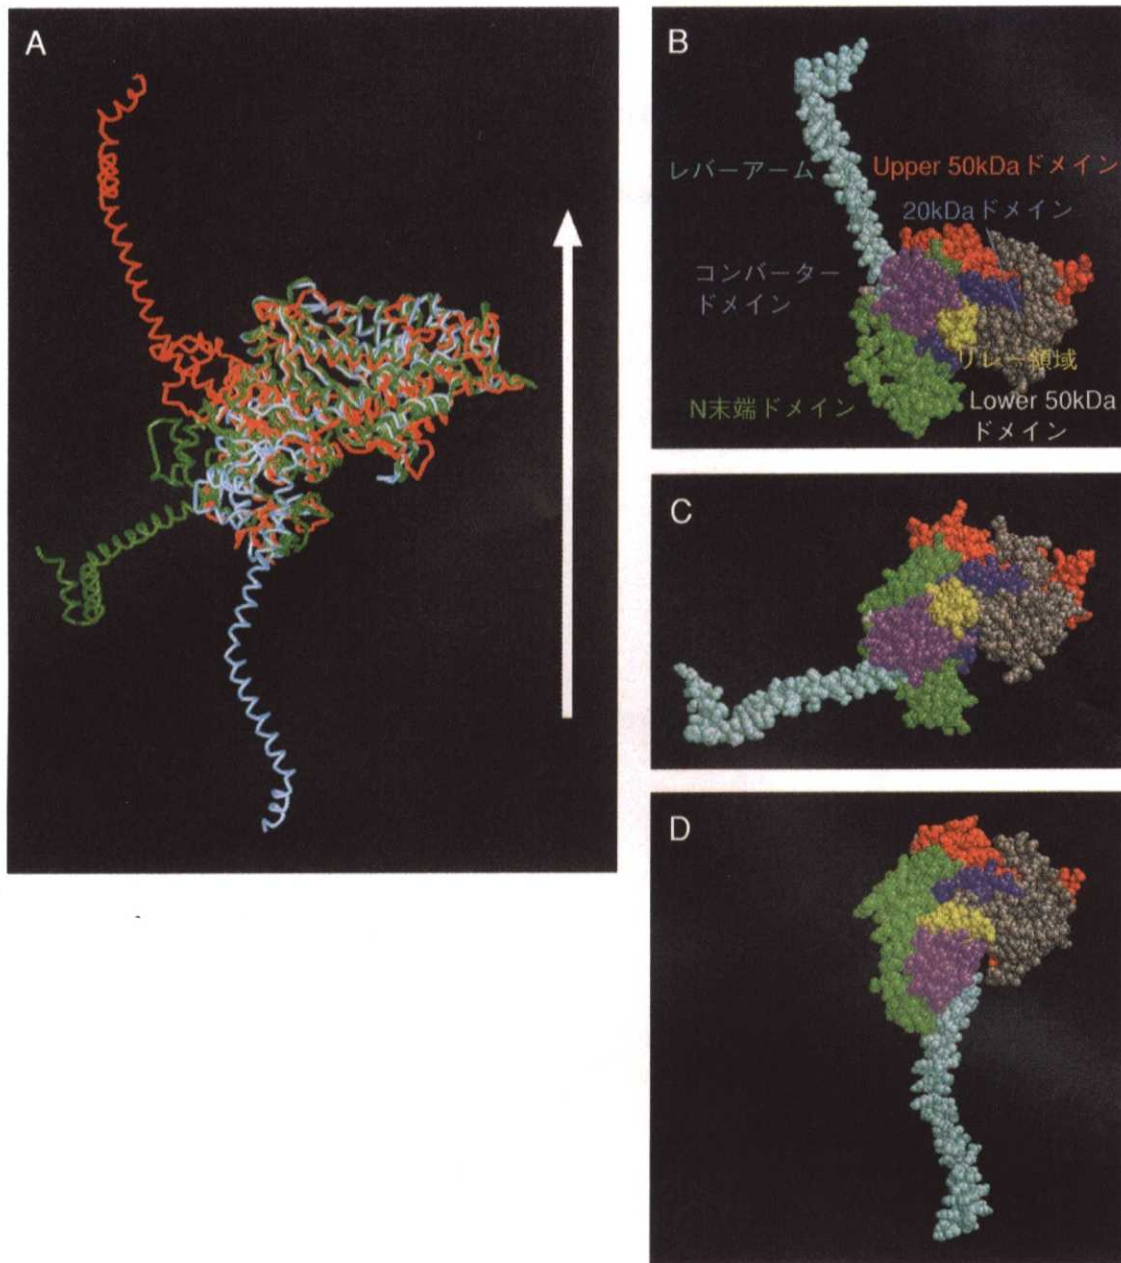 A
B
レバーアーム
Upper 50kDaドメイン
20kDaドメイン
コンバーター
ドメイン
リレー領域
N末端ドメイン
Lower 50kDa
ドメイン
C
D